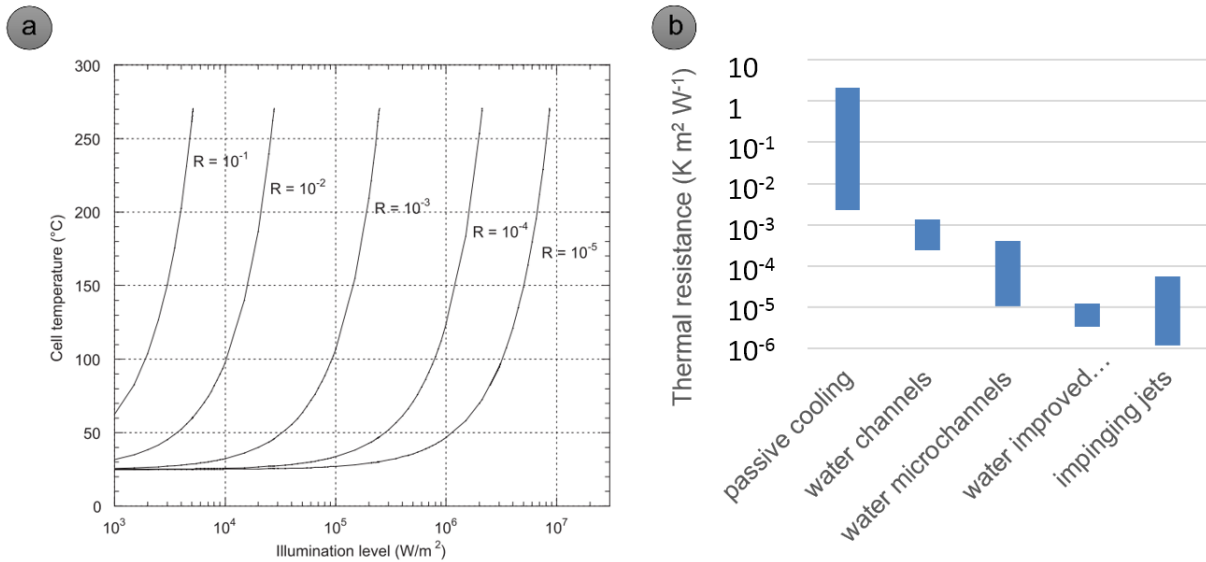 a
300
250
200
150
100
50
0
Cell temperature (°C)
R = 10⁻¹
R = 10⁻²
R = 10⁻³
R = 10⁻⁴
R = 10⁻⁵
10³ 10⁴ 10⁵ 10⁶ 10⁷
Illumination level (W/m²)
b
Thermal resistance (K m² W⁻¹)
10
1
10⁻¹
10⁻²
10⁻³
10⁻⁴
10⁻⁵
10⁻⁶
passive cooling
water channels
water microchannels
water improved...
impinging jets